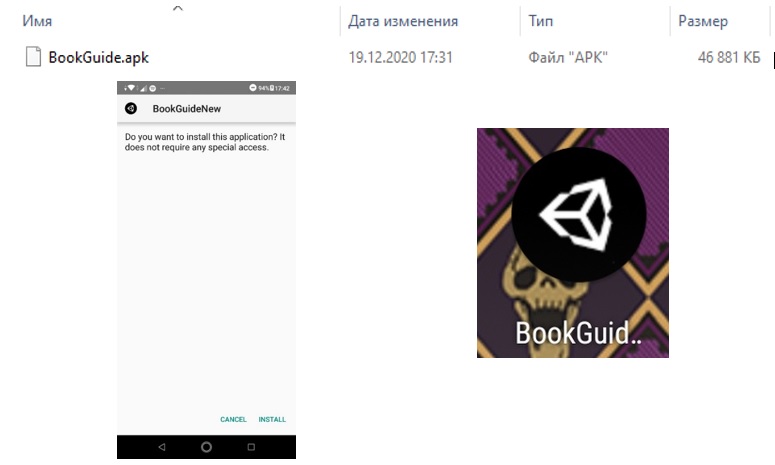 Имя Дата изменения Тип Размер
BookGuide.apk 19.12.2020 17:31 Файл "APK" 46 881 КБ
94% 17:42
BookGuideNew
Do you want to install this application? It
does not require any special access.
CANCEL INSTALL
BookGuid..